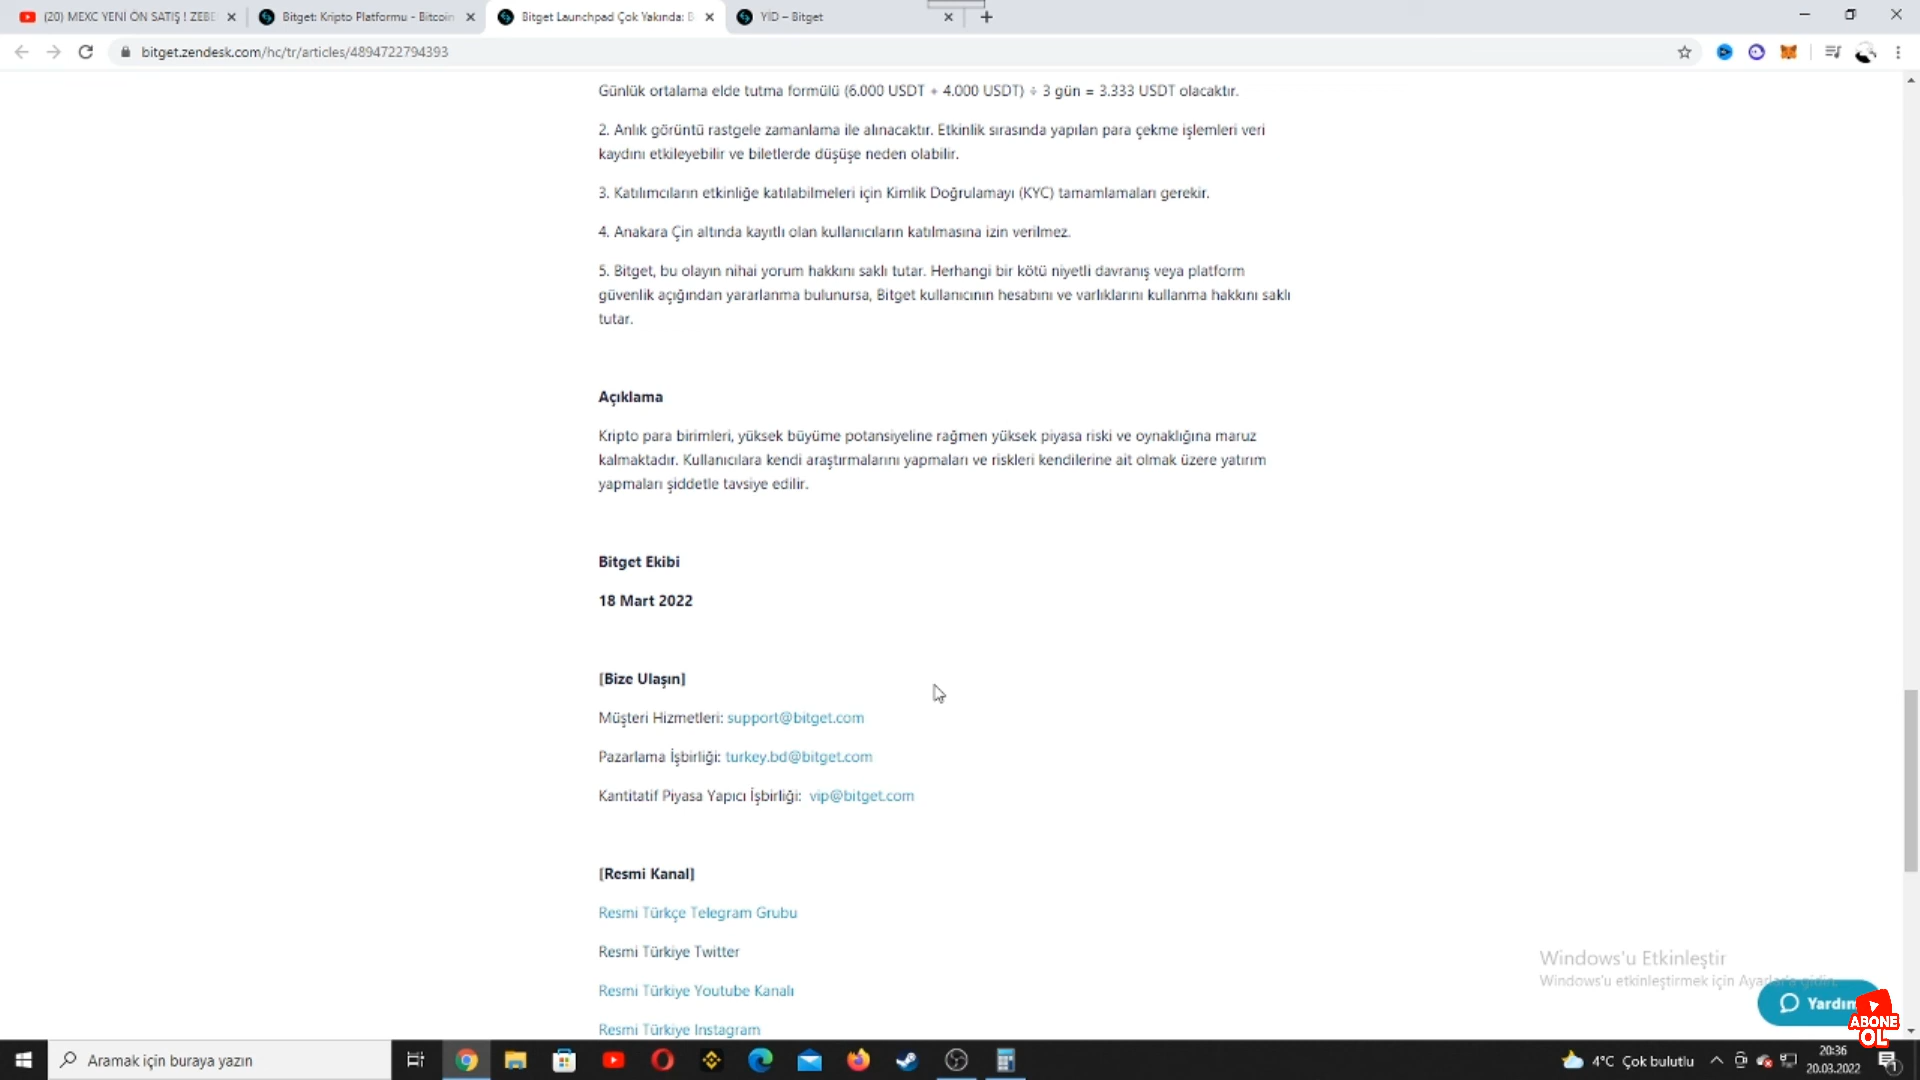 (20) MEXC YENİ ÖN SATIŞ ! ZEBE
Bitget: Kripto Platformu - Bitcoin
Bitget Launchpad Çok Yakında: B
YİD – Bitget
bitget.zendesk.com/hc/tr/articles/4894722794393
Günlük ortalama elde tutma formülü (6.000 USDT + 4.000 USDT) ÷ 3 gün = 3.333 USDT olacaktır.
2. Anlık görüntü rastgele zamanlama ile alınacaktır. Etkinlik sırasında yapılan para çekme işlemleri veri
kaydını etkileyebilir ve biletlerde düşüşe neden olabilir.
3. Katılımcıların etkinliğe katılabilmeleri için Kimlik Doğrulamayı (KYC) tamamlamaları gerekir.
4. Anakara Çin altında kayıtlı olan kullanıcıların katılmasına izin verilmez.
5. Bitget, bu olayın nihai yorum hakkını saklı tutar. Herhangi bir kötü niyetli davranış veya platform
güvenlik açığından yararlanma bulunursa, Bitget kullanıcının hesabını ve varlıklarını kullanma hakkını saklı
tutar.
Açıklama
Kripto para birimleri, yüksek büyüme potansiyeline rağmen yüksek piyasa riski ve oynaklığına maruz
kalmaktadır. Kullanıcılara kendi araştırmalarını yapmaları ve riskleri kendilerine ait olmak üzere yatırım
yapmaları şiddetle tavsiye edilir.
Bitget Ekibi
18 Mart 2022
[Bize Ulaşın]
Müşteri Hizmetleri: support@bitget.com
Pazarlama İşbirliği: turkey.bd@bitget.com
Kantitatif Piyasa Yapıcı İşbirliği: vip@bitget.com
[Resmi Kanal]
Resmi Türkçe Telegram Grubu
Resmi Türkiye Twitter
Resmi Türkiye Youtube Kanalı
Resmi Türkiye Instagram
Windows'u Etkinleştir
Windows'u etkinleştirmek için Ayarlar'a gidin.
Yardım
ABONE
OL
Aramak için buraya yazın
4°C Çok bulutlu
20:36
20.03.2022
1